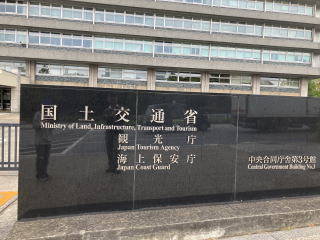 国土交通省
Ministry of Land, Infrastructure, Transport and Tourism
観光庁
Japan Tourism Agency
海上保安庁
Japan Coast Guard
中央合同庁舎第3号館
Central Government Building No.3